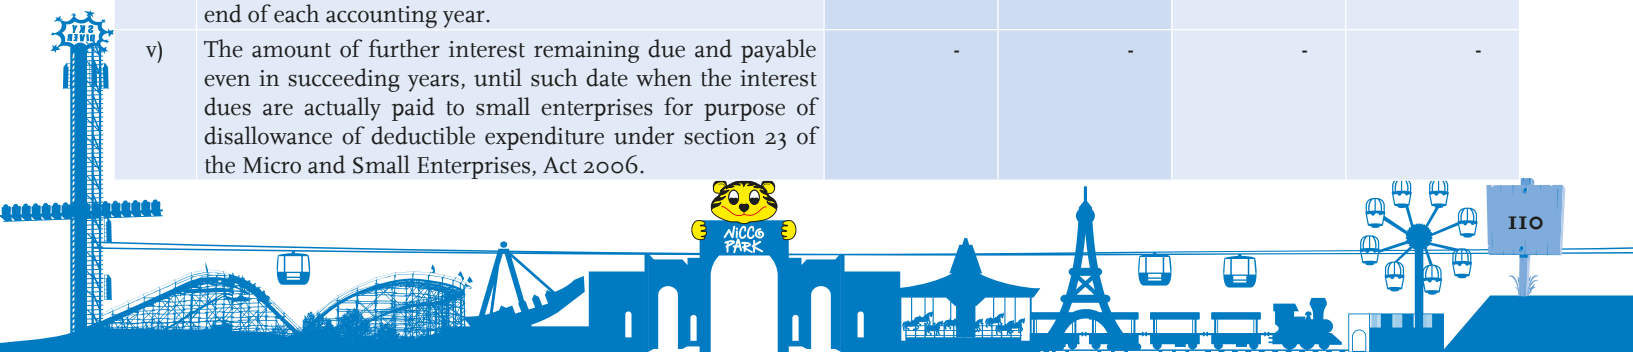 end of each accounting year.
v) The amount of further interest remaining due and payable - - - -
even in succeeding years, until such date when the interest
dues are actually paid to small enterprises for purpose of
disallowance of deductible expenditure under section 23 of
the Micro and Small Enterprises, Act 2006.
SKY
DIVER
NICCO
PARK
110